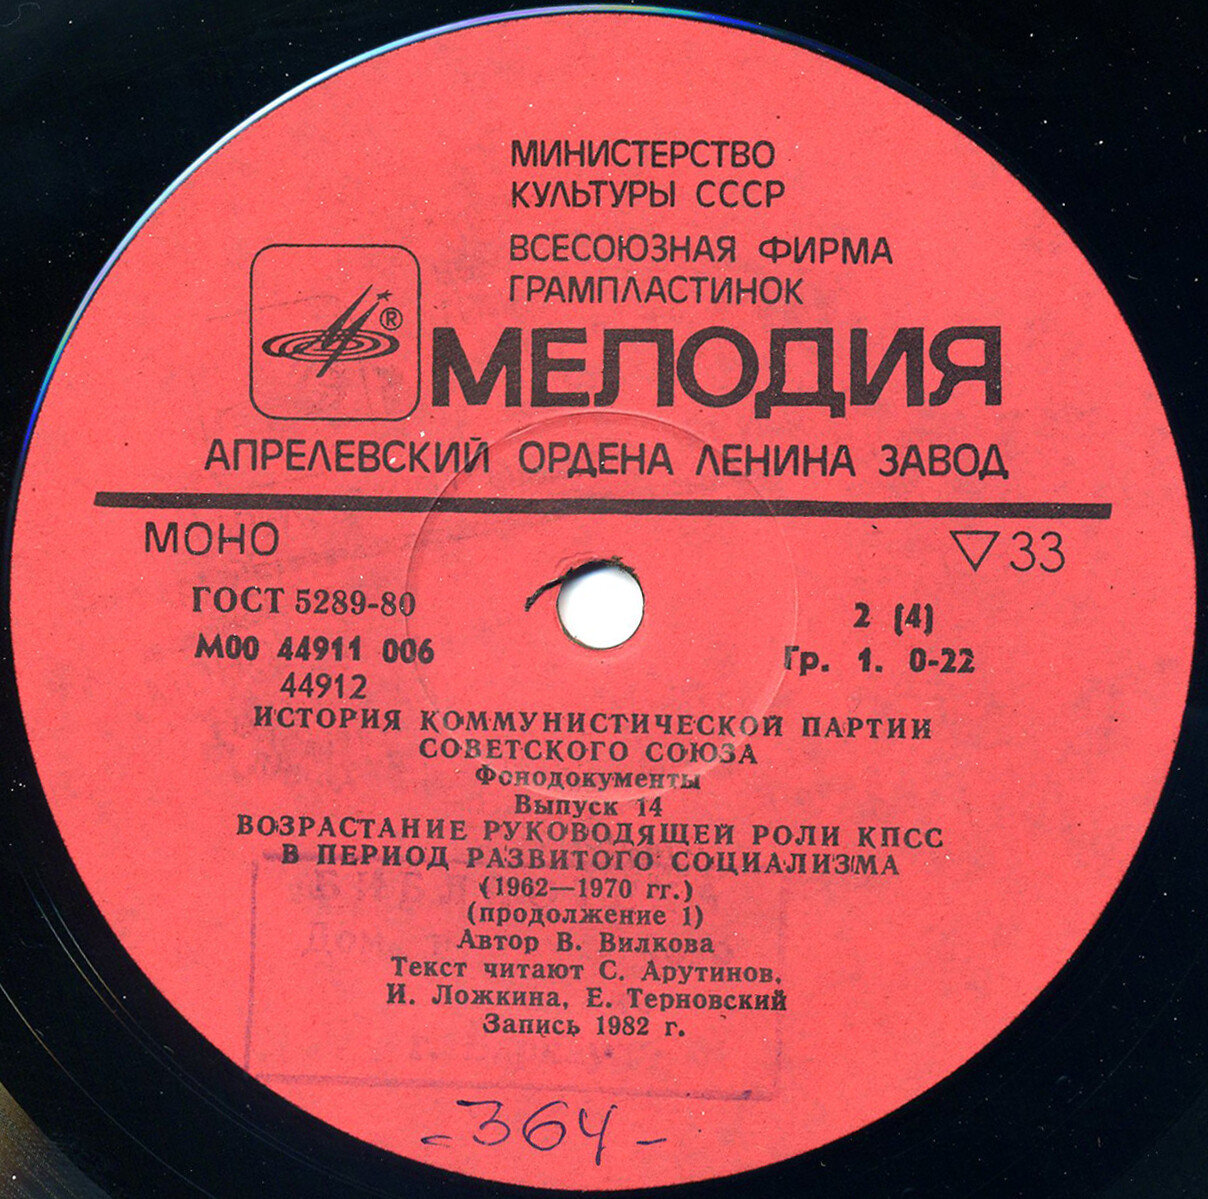 МИНИСТЕРСТВО
КУЛЬТУРЫ СССР
ВСЕСОЮЗНАЯ ФИРМА
ГРАМПЛАСТИНОК
®
МЕЛОДИЯ
АПРЕЛЕВСКИЙ ОРДЕНА ЛЕНИНА ЗАВОД
МОНО
▽33
ГОСТ 5289-80
2 (4)
М00 44911 006
Гр. 1. 0-22
44912
ИСТОРИЯ КОММУНИСТИЧЕСКОЙ ПАРТИИ
СОВЕТСКОГО СОЮЗА
Фонодокументы
Выпуск 14
ВОЗРАСТАНИЕ РУКОВОДЯЩЕЙ РОЛИ КПСС
В ПЕРИОД РАЗВИТОГО СОЦИАЛИЗМА
(1962—1970 гг.)
(продолжение 1)
Автор В. Вилкова
Текст читают С. Арутинов,
И. Ложкина, Е. Терновский
Запись 1982 г.
-364-